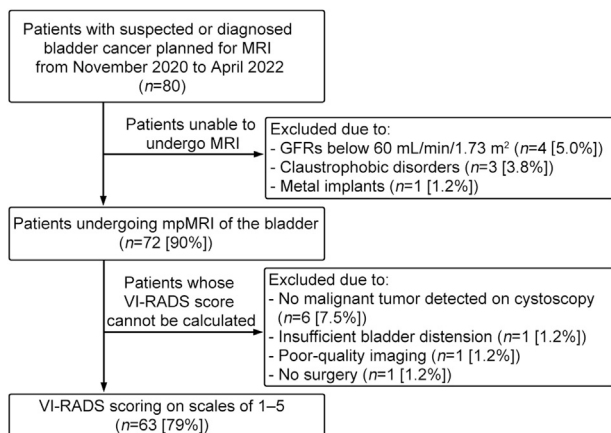 Patients with suspected or diagnosed
bladder cancer planned for MRI
from November 2020 to April 2022
(n=80)
Patients unable to
undergo MRI
Excluded due to:
- GFRs below 60 mL/min/1.73 m² (n=4 [5.0%])
- Claustrophobic disorders (n=3 [3.8%])
- Metal implants (n=1 [1.2%])
Patients undergoing mpMRI of the bladder
(n=72 [90%])
Patients whose
VI-RADS score
cannot be calculated
Excluded due to:
- No malignant tumor detected on cystoscopy
(n=6 [7.5%])
- Insufficient bladder distension (n=1 [1.2%])
- Poor-quality imaging (n=1 [1.2%])
- No surgery (n=1 [1.2%])
VI-RADS scoring on scales of 1–5
(n=63 [79%])